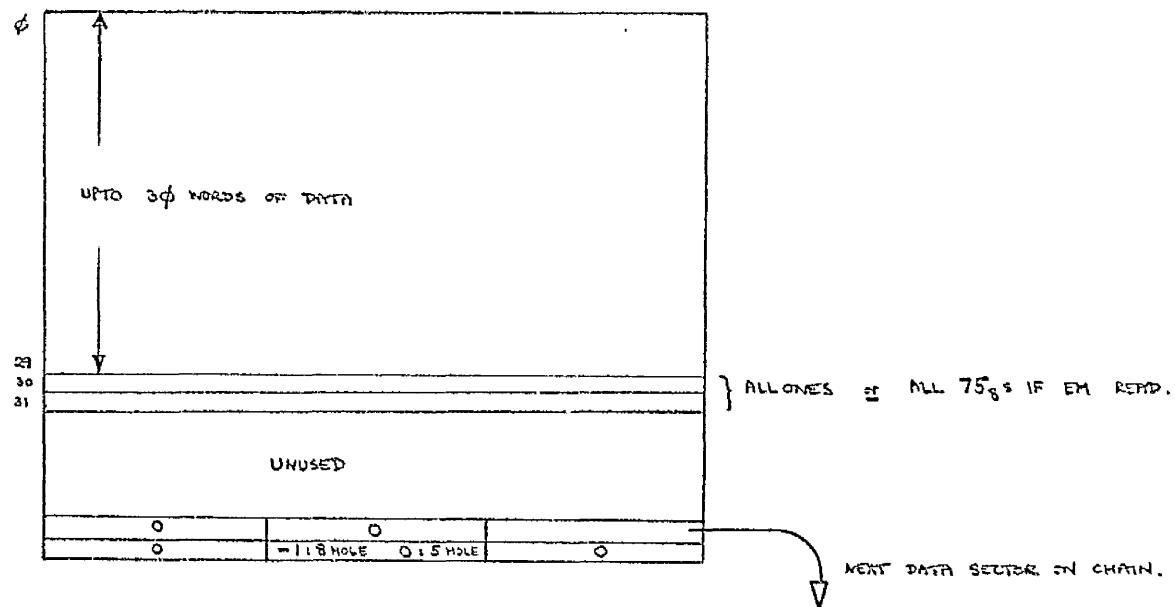 ϕ
UPTO 3ϕ WORDS OF DATA
29
30
31
ALL ONES or ALL 75₈s IF EM READ.
UNUSED
O O
O -1:8 HOLE O:5 HOLE O
NEXT DATA SECTOR IN CHAIN.